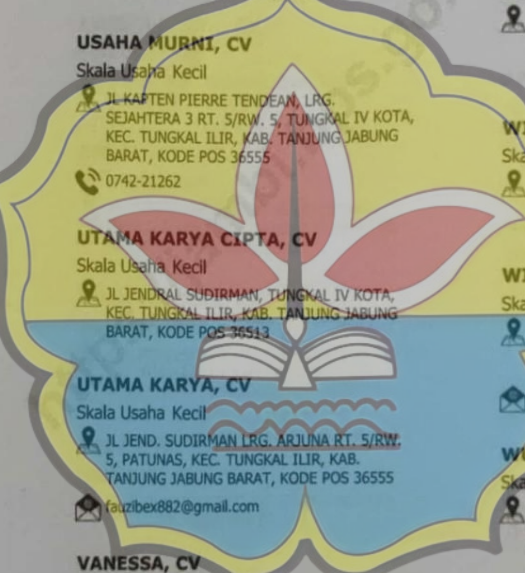 USAHA MURNI, CV
Skala Usaha Kecil
JL KAPTEN PIERRE TENDEAN, LRG.
SEJAHTERA 3 RT. 5/RW. 5, TUNGKAL IV KOTA,
KEC. TUNGKAL ILIR, KAB. TANJUNG JABUNG
BARAT, KODE POS 36555
0742-21262
UTAMA KARYA CIPTA, CV
Skala Usaha Kecil
JL JENDRAL SUDIRMAN, TUNGKAL IV KOTA,
KEC. TUNGKAL ILIR, KAB. TANJUNG JABUNG
BARAT, KODE POS 36513
UTAMA KARYA, CV
Skala Usaha Kecil
JL JEND. SUDIRMAN LRG. ARJUNA RT. 5/RW.
5, PATUNAS, KEC. TUNGKAL ILIR, KAB.
TANJUNG JABUNG BARAT, KODE POS 36555
fauzibex882@gmail.com
VANESSA, CV